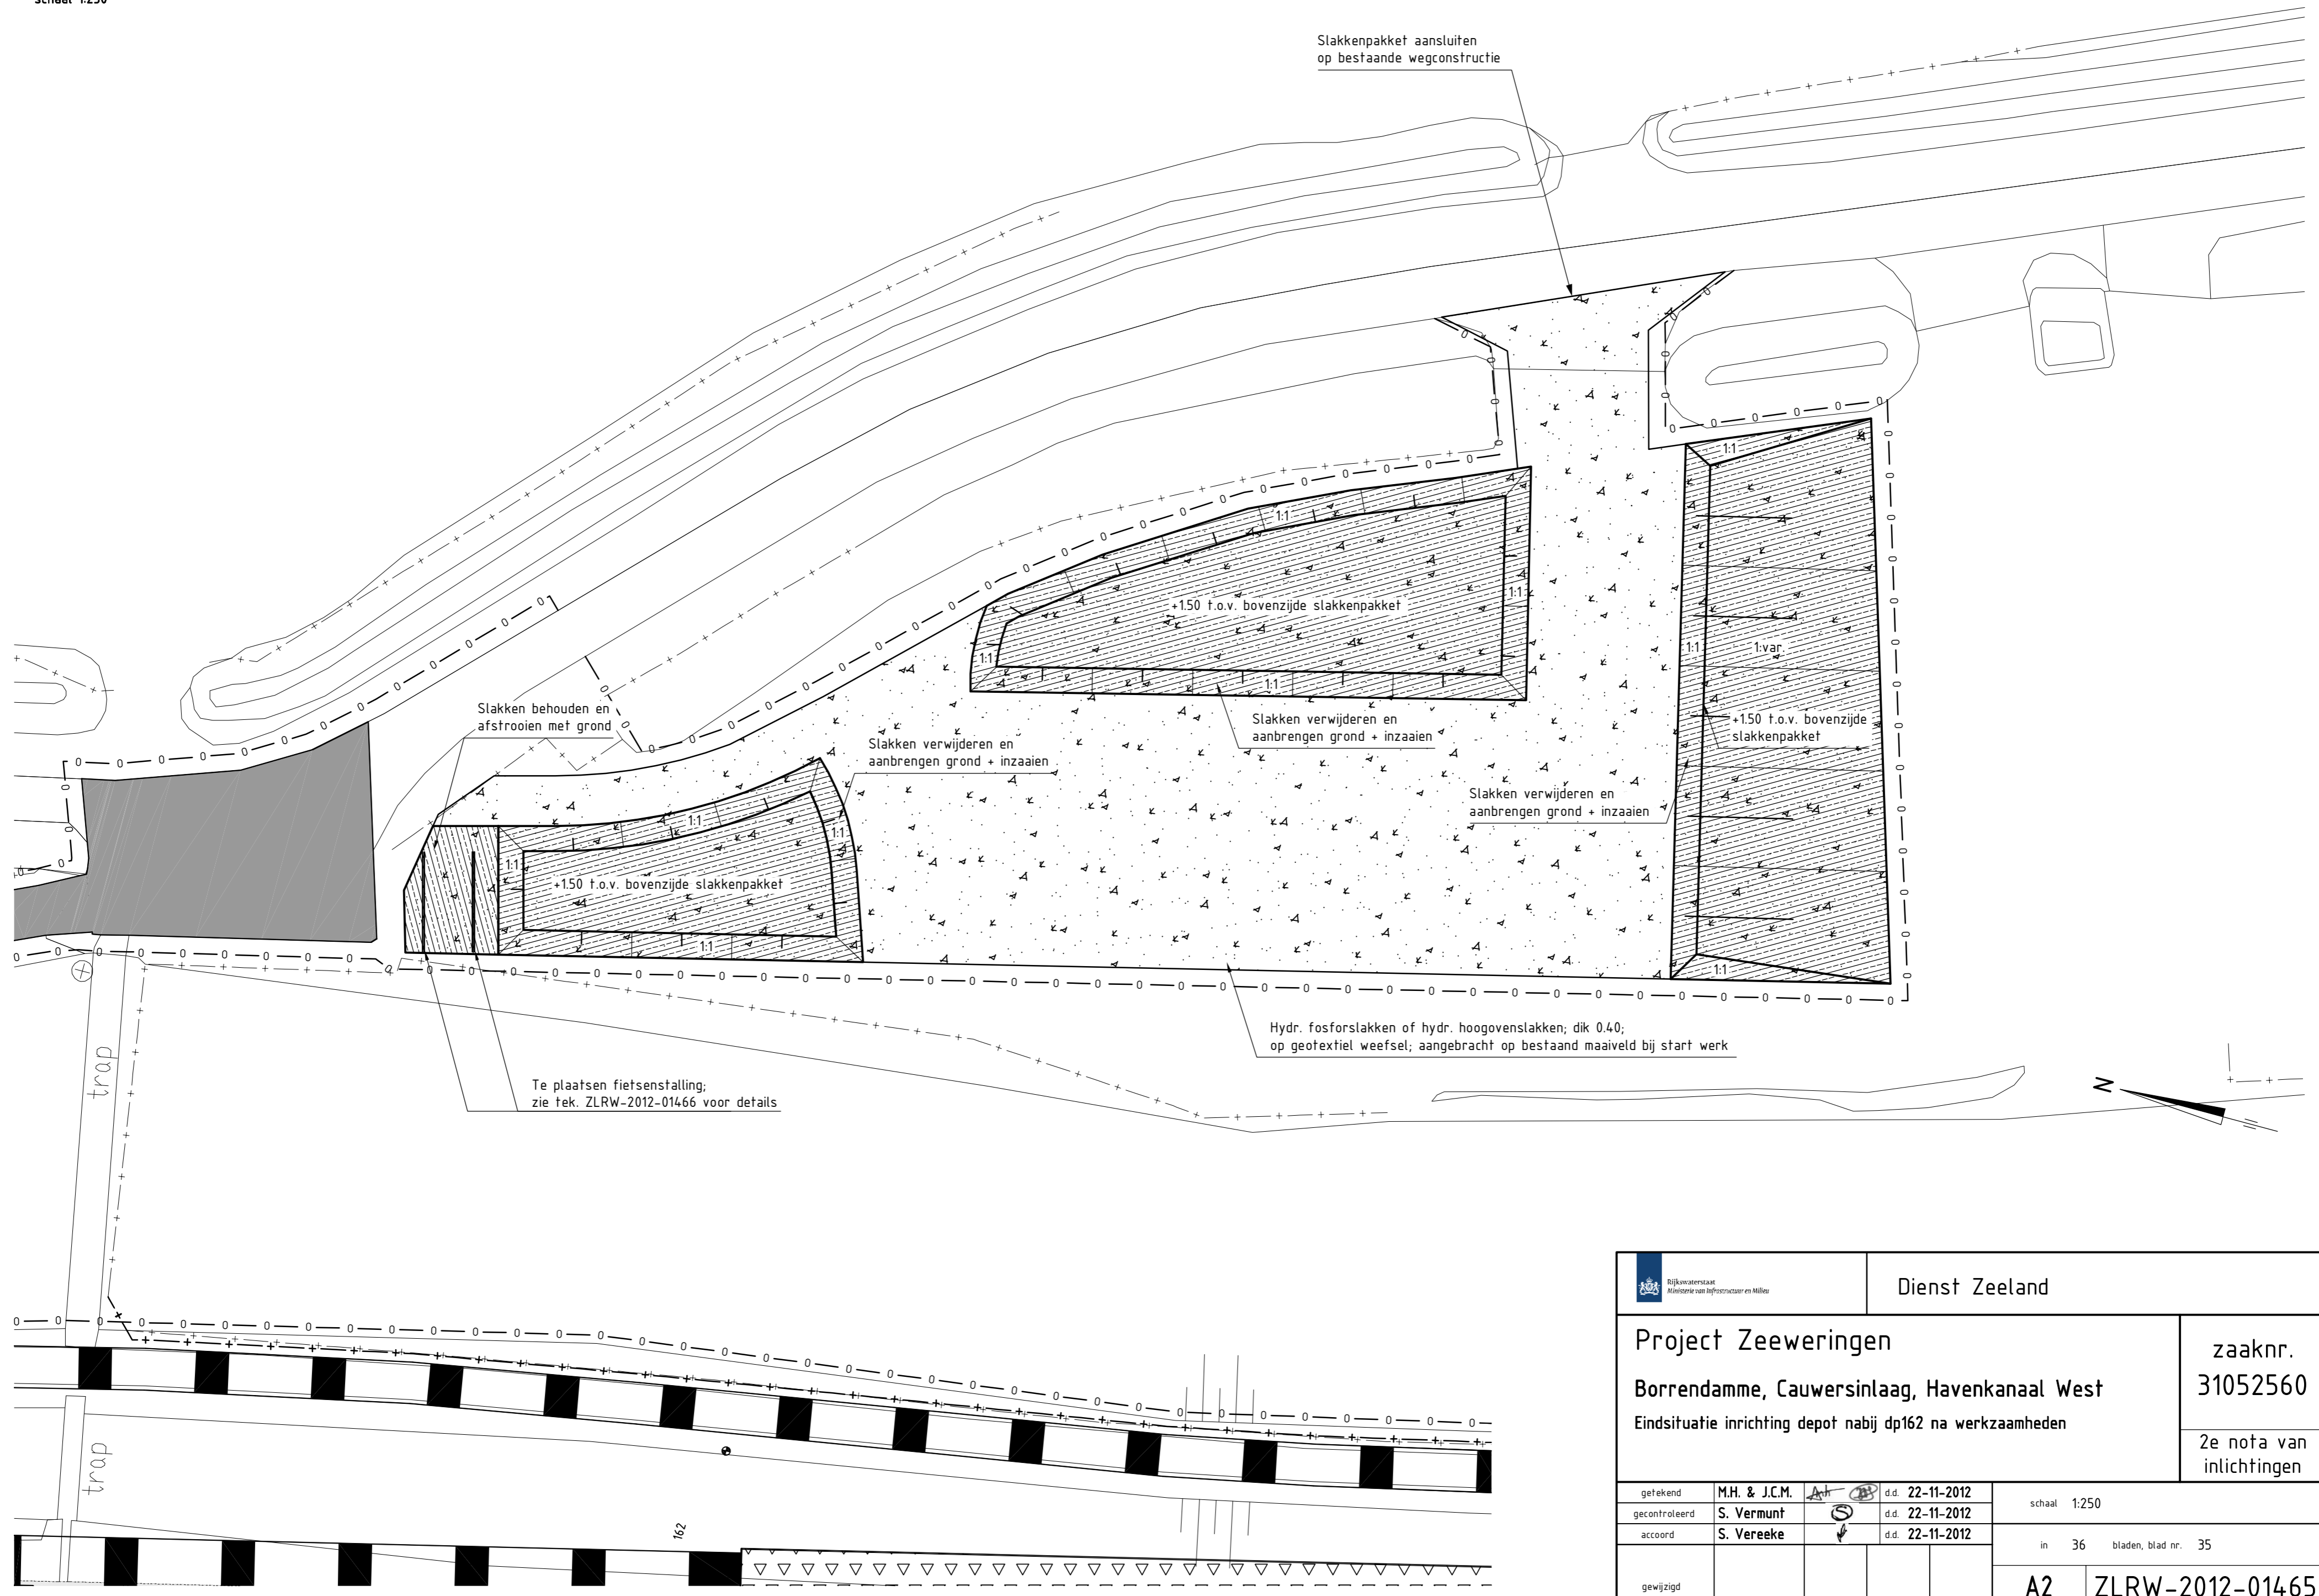 schaal 1:250
Slakkenpakket aansluiten
op bestaande wegconstructie
1:1
1:1
+1.50 t.o.v. bovenzijde slakkenpakket
1:1
1:1
1:1
1:1
1:var.
+1.50 t.o.v. bovenzijde
slakkenpakket
Slakken behouden en
afstrooien met grond
Slakken verwijderen en
aanbrengen grond + inzaaien
Slakken verwijderen en
aanbrengen grond + inzaaien
Slakken verwijderen en
aanbrengen grond + inzaaien
1:1
1:1
1:1
+1.50 t.o.v. bovenzijde slakkenpakket
1:1
1:1
Hydr. fosforslakken of hydr. hoogovenslakken; dik 0.40;
op geotextiel weefsel; aangebracht op bestaand maaiveld bij start werk
Te plaatsen fietsenstalling;
zie tek. ZLRW-2012-01466 voor details
trap
N
trap
162
Rijkswaterstaat
Ministerie van Infrastructuur en Milieu
Dienst Zeeland
Project Zeeweringen
Borrendamme, Cauwersinlaag, Havenkanaal West
Eindsituatie inrichting depot nabij dp162 na werkzaamheden
zaaknr.
31052560
2e nota van
inlichtingen
getekend M.H. & J.C.M. d.d. 22-11-2012
gecontroleerd S. Vermunt d.d. 22-11-2012
accoord S. Vereeke d.d. 22-11-2012
schaal 1:250
in 36 bladen, blad nr. 35
gewijzigd
A2 ZLRW-2012-01465